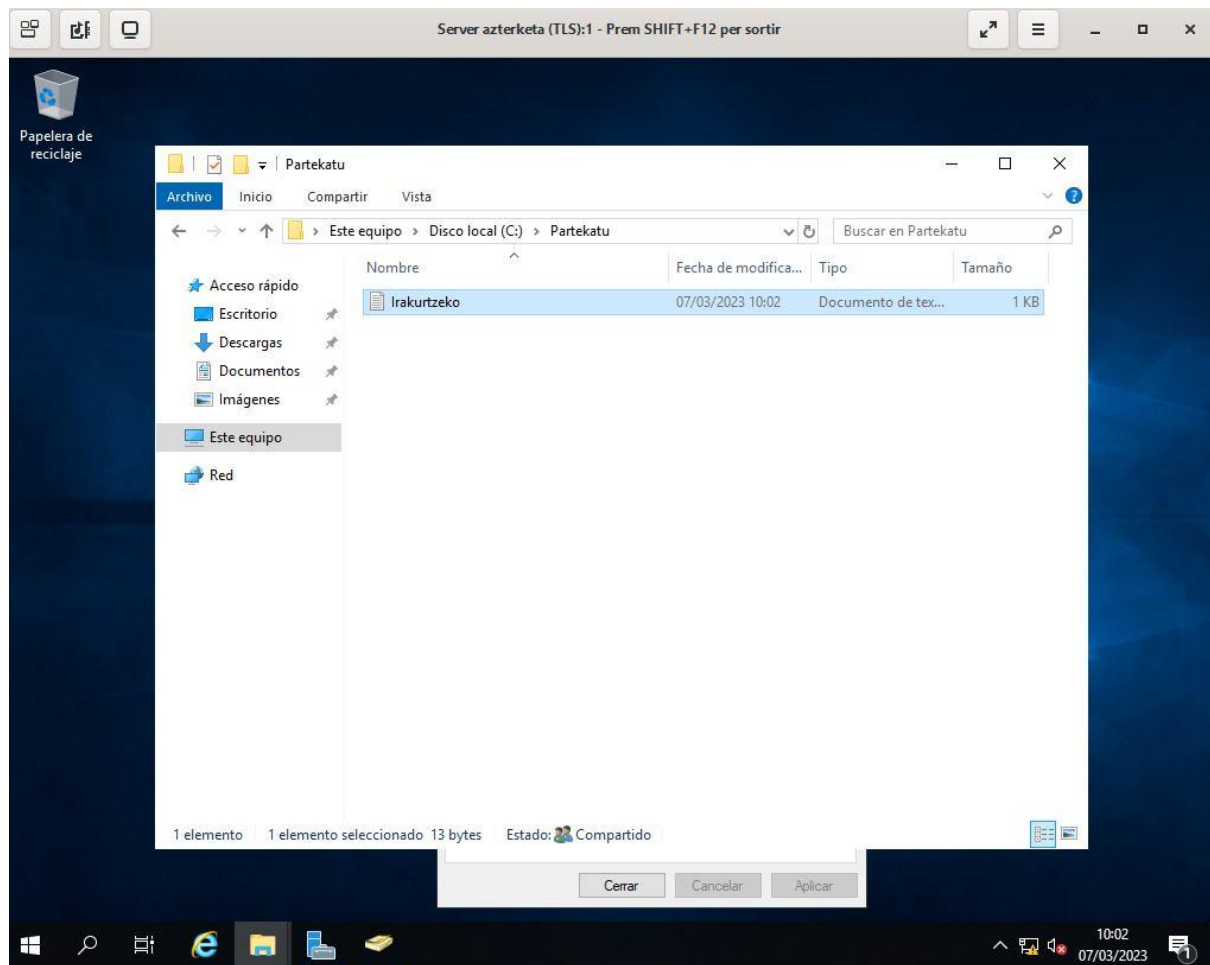 Server azterketa (TLS):1 - Prem SHIFT+F12 per sortir
Papelera de
reciclaje
Partekatu
Archivo Inicio Compartir Vista
Este equipo > Disco local (C:) > Partekatu
Buscar en Partekatu
Nombre Fecha de modifica... Tipo Tamaño
Irakurtzeko 07/03/2023 10:02 Documento de tex... 1 KB
Acceso rápido
Escritorio
Descargas
Documentos
Imágenes
Este equipo
Red
1 elemento 1 elemento seleccionado 13 bytes Estado: Compartido
Cerrar Cancelar Aplicar
10:02
07/03/2023
1